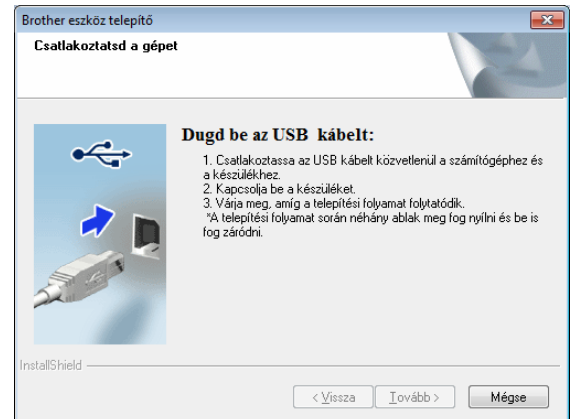 Brother eszköz telepítő
Csatlakoztatsd a gépet
Dugd be az USB kábelt:
1. Csatlakoztassa az USB kábelt közvetlenül a számítógéphez és
a készülékhez.
2. Kapcsolja be a készüléket.
3. Várja meg, amíg a telepítési folyamat folytatódik.
*A telepítési folyamat során néhány ablak meg fog nyílni és be is
fog záródni.
InstallShield
< Vissza Tovább > Mégse